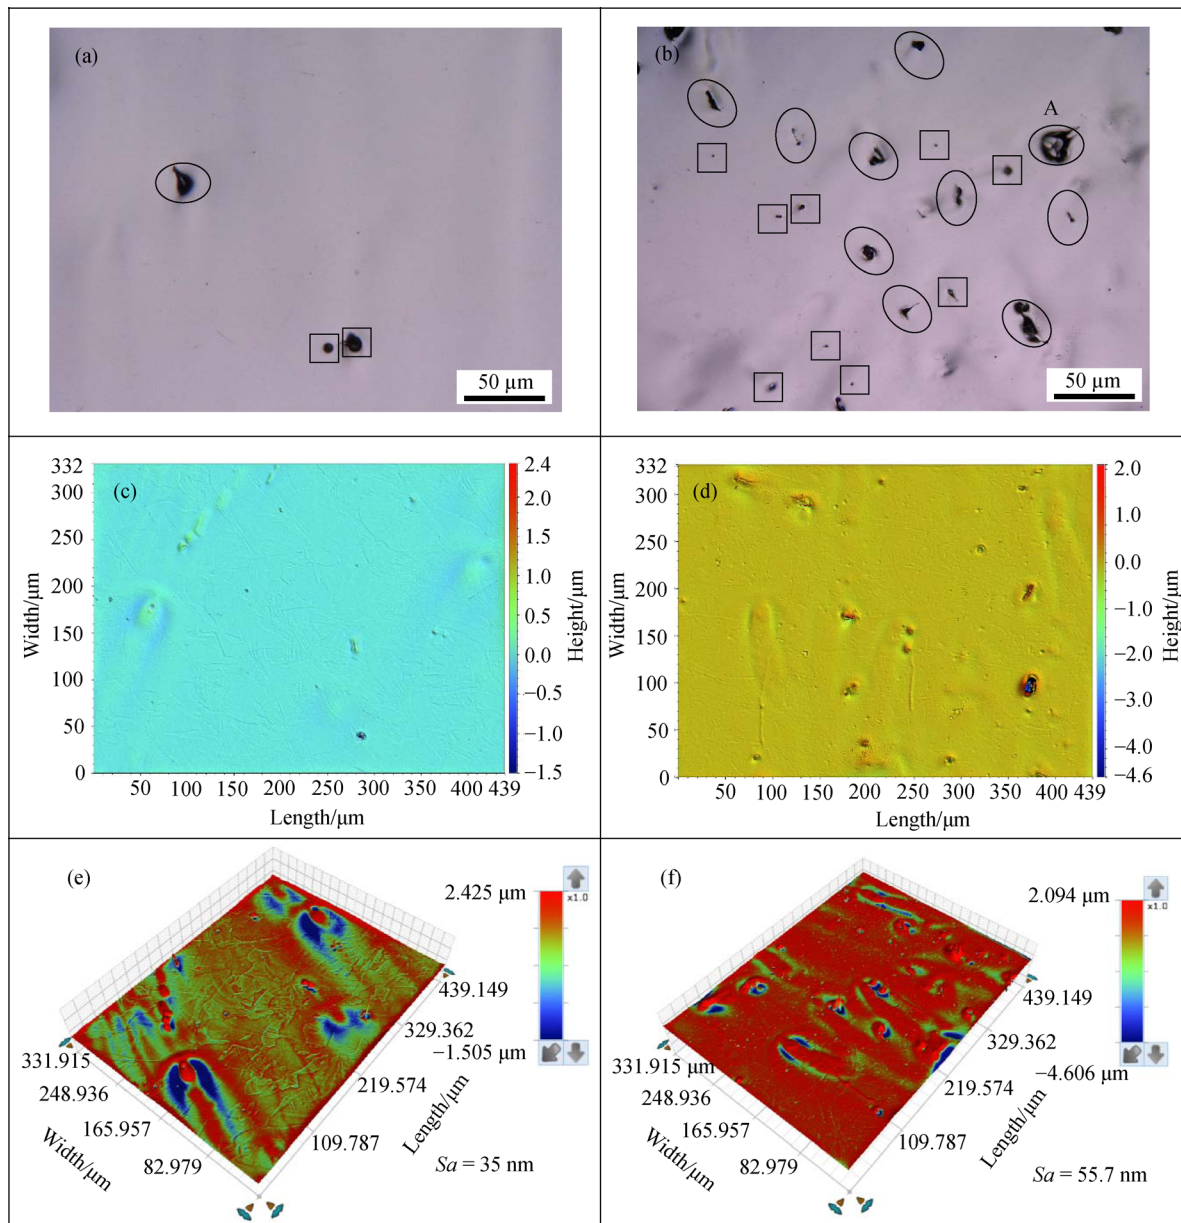 (a)
50 μm
(b)
A
50 μm
(c)
332
300
250
200
150
100
50
0
Width/μm
50 100 150 200 250 300 350 400 439
Length/μm
2.4
2.0
1.5
1.0
0.5
0.0
−0.5
−1.0
−1.5
Height/μm
(d)
332
300
250
200
150
100
50
0
Width/μm
50 100 150 200 250 300 350 400 439
Length/μm
2.0
1.0
0.0
−1.0
−2.0
−3.0
−4.0
−4.6
Height/μm
(e)
2.425 μm
x1.0
−1.505 μm
439.149
329.362
219.574
109.787
Length/μm
331.915
248.936
165.957
82.979
Width/μm
Sa = 35 nm
(f)
2.094 μm
x1.0
−4.606 μm
439.149
329.362
219.574
109.787
Length/μm
331.915 μm
248.936
165.957
82.979
Width/μm
Sa = 55.7 nm